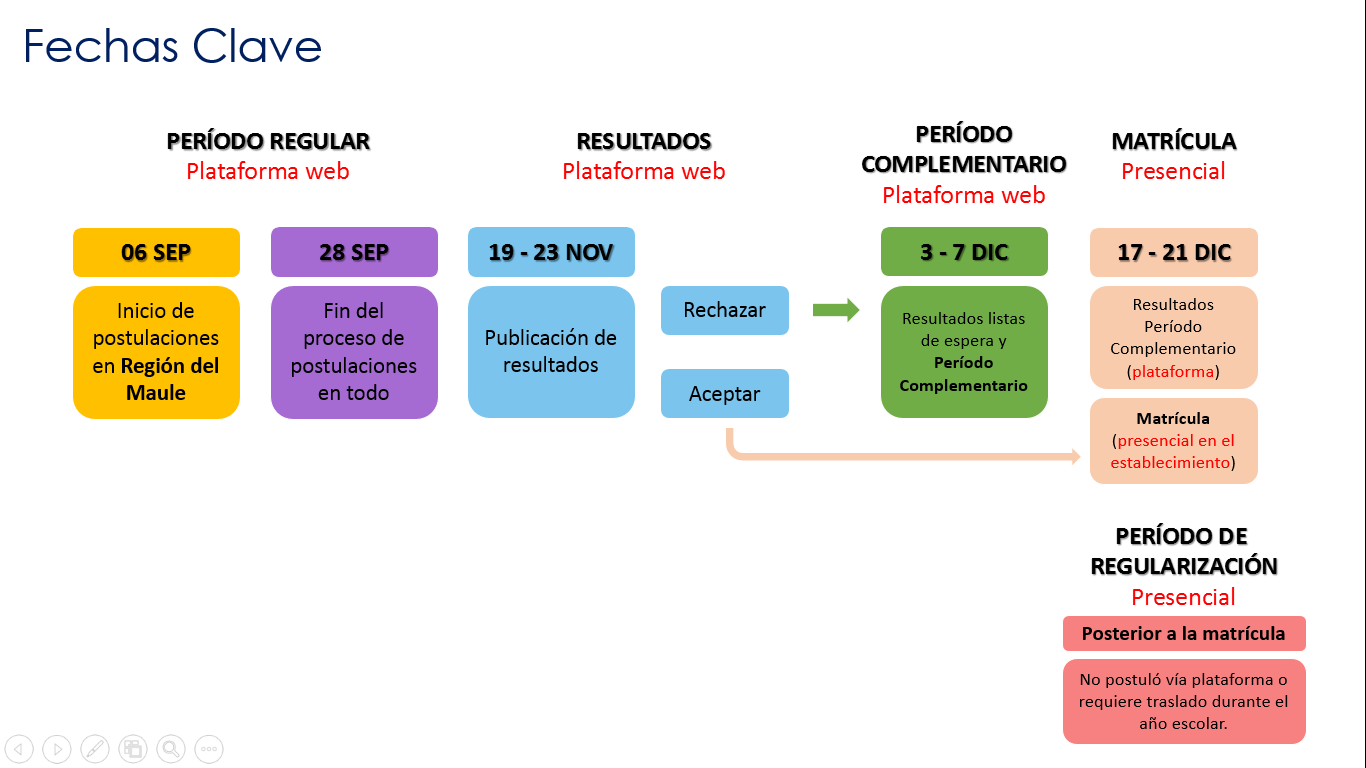 Fechas Clave
PERÍODO REGULAR
Plataforma web
RESULTADOS
Plataforma web
PERÍODO
COMPLEMENTARIO
Plataforma web
MATRÍCULA
Presencial
06 SEP
28 SEP
19 - 23 NOV
3 - 7 DIC
17 - 21 DIC
Inicio de
postulaciones
en Región del
Maule
Fin del
proceso de
postulaciones
en todo
Publicación de
resultados
Rechazar
Aceptar
Resultados listas
de espera y
Período
Complementario
Resultados
Período
Complementario
(plataforma)
Matrícula
(presencial en el
establecimiento)
PERÍODO DE
REGULARIZACIÓN
Presencial
Posterior a la matrícula
No postuló vía plataforma o
requiere traslado durante el
año escolar.